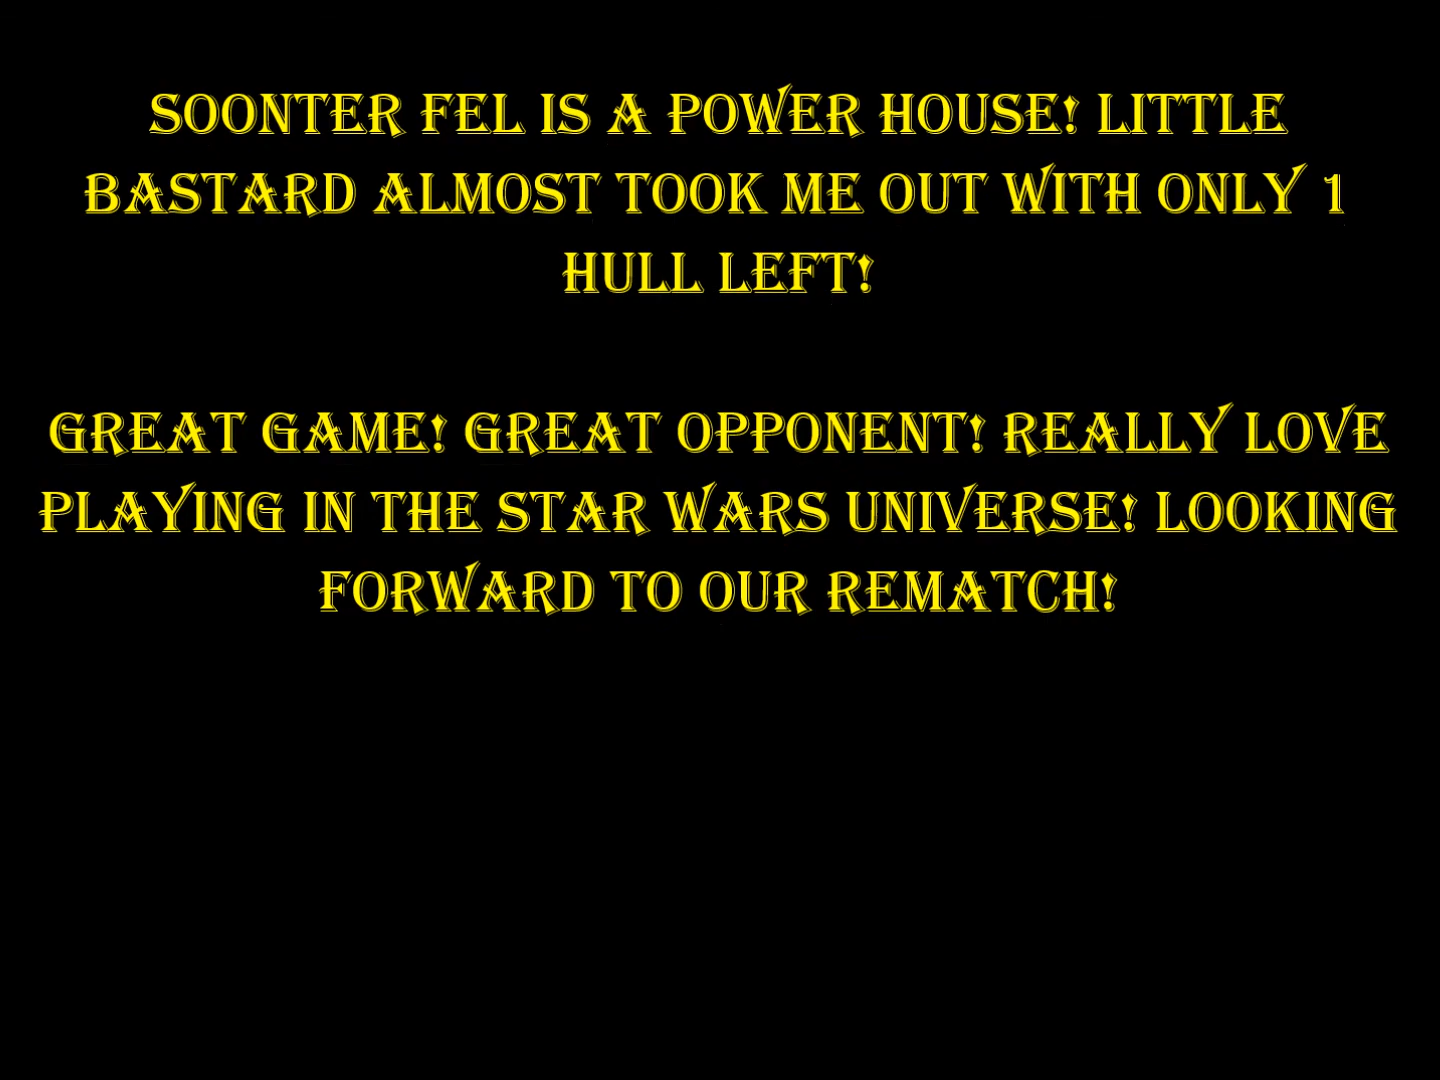 SOONTER FEL IS A POWER HOUSE! LITTLE
BASTARD ALMOST TOOK ME OUT WITH ONLY 1
HULL LEFT!
GREAT GAME! GREAT OPPONENT! REALLY LOVE
PLAYING IN THE STAR WARS UNIVERSE! LOOKING
FORWARD TO OUR REMATCH!